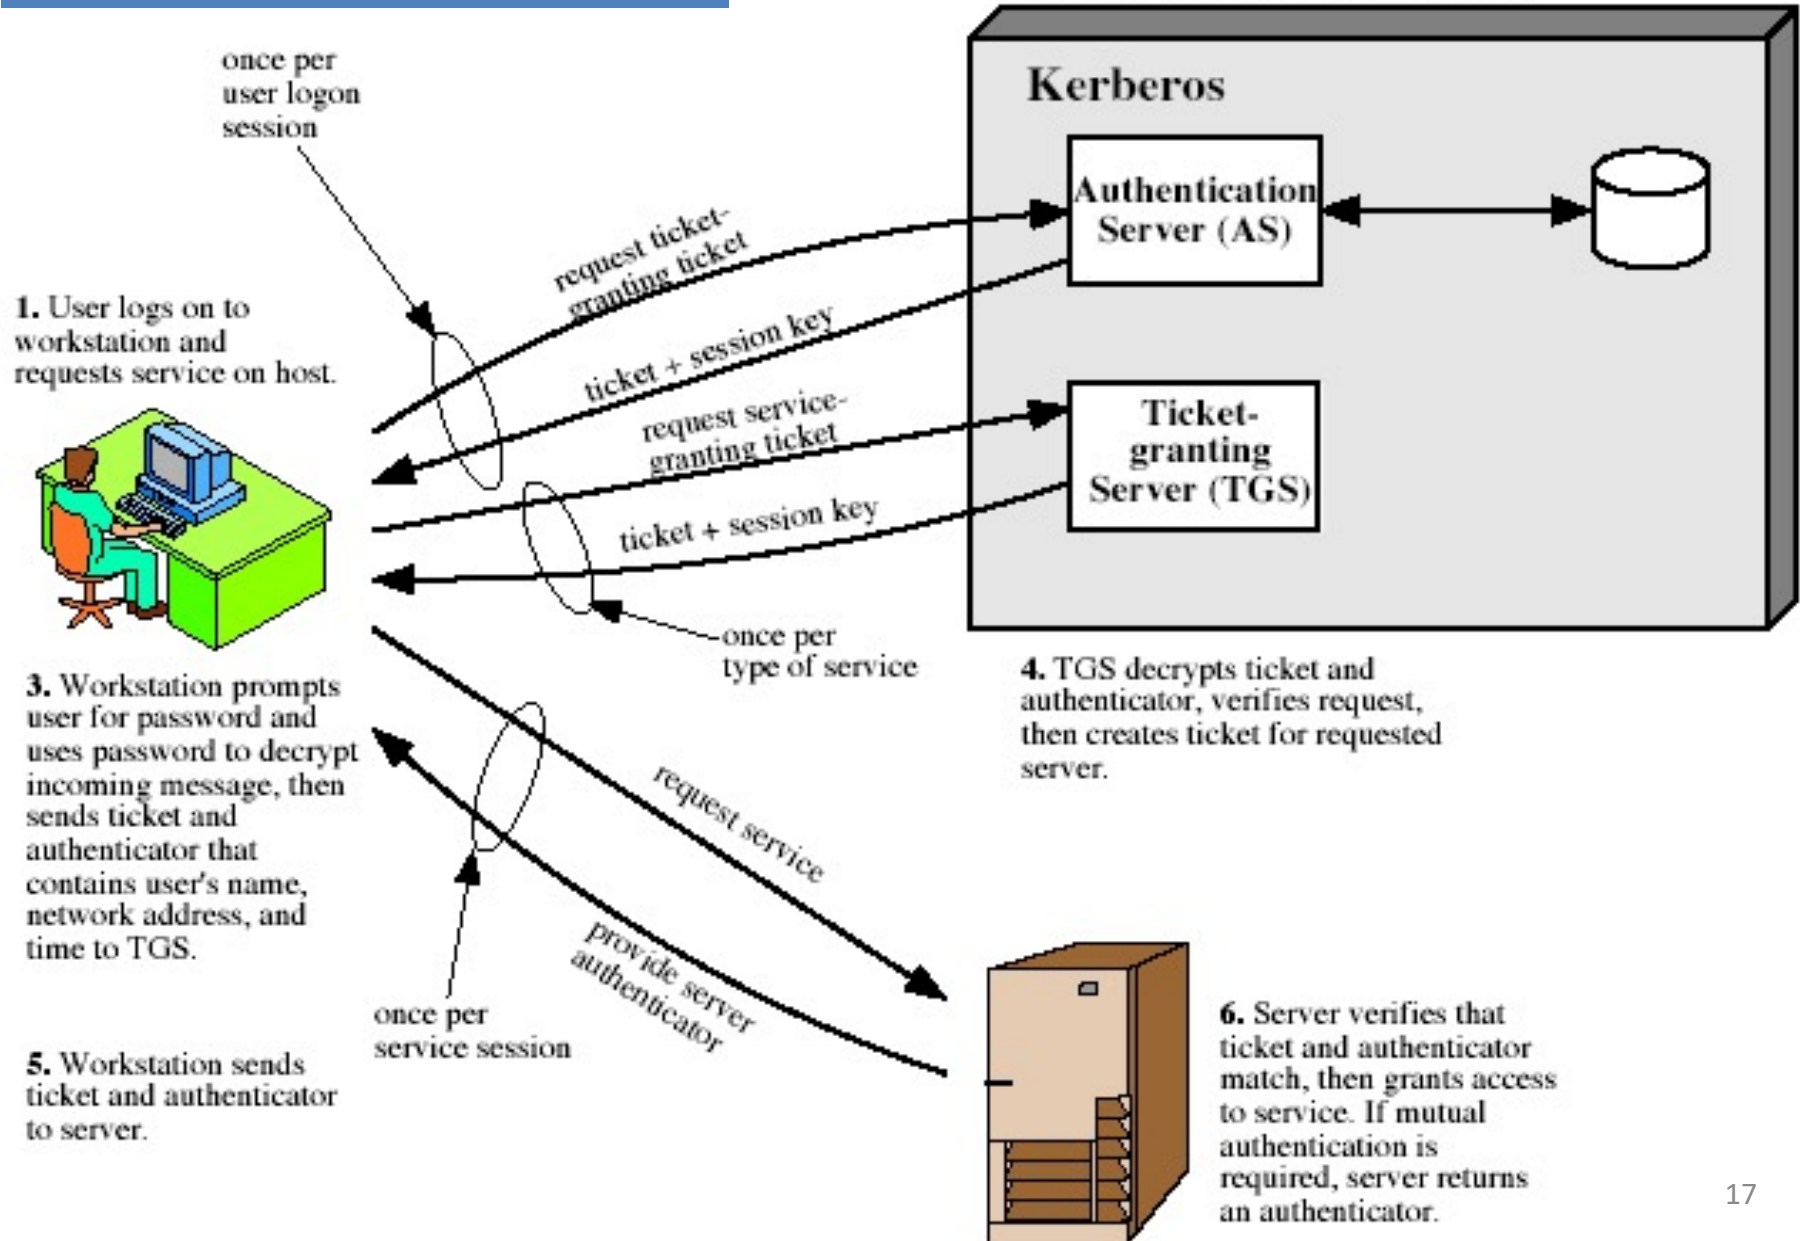 once per
user logon
session
Kerberos
Authentication
Server (AS)
request ticket-
granting ticket
1. User logs on to
workstation and
requests service on host.
ticket + session key
request service-
granting ticket
Ticket-
granting
Server (TGS)
ticket + session key
once per
type of service
3. Workstation prompts
user for password and
uses password to decrypt
incoming message, then
sends ticket and
authenticator that
contains user's name,
network address, and
time to TGS.
4. TGS decrypts ticket and
authenticator, verifies request,
then creates ticket for requested
server.
request service
provide server
authenticator
once per
service session
5. Workstation sends
ticket and authenticator
to server.
6. Server verifies that
ticket and authenticator
match, then grants access
to service. If mutual
authentication is
required, server returns
an authenticator.
17